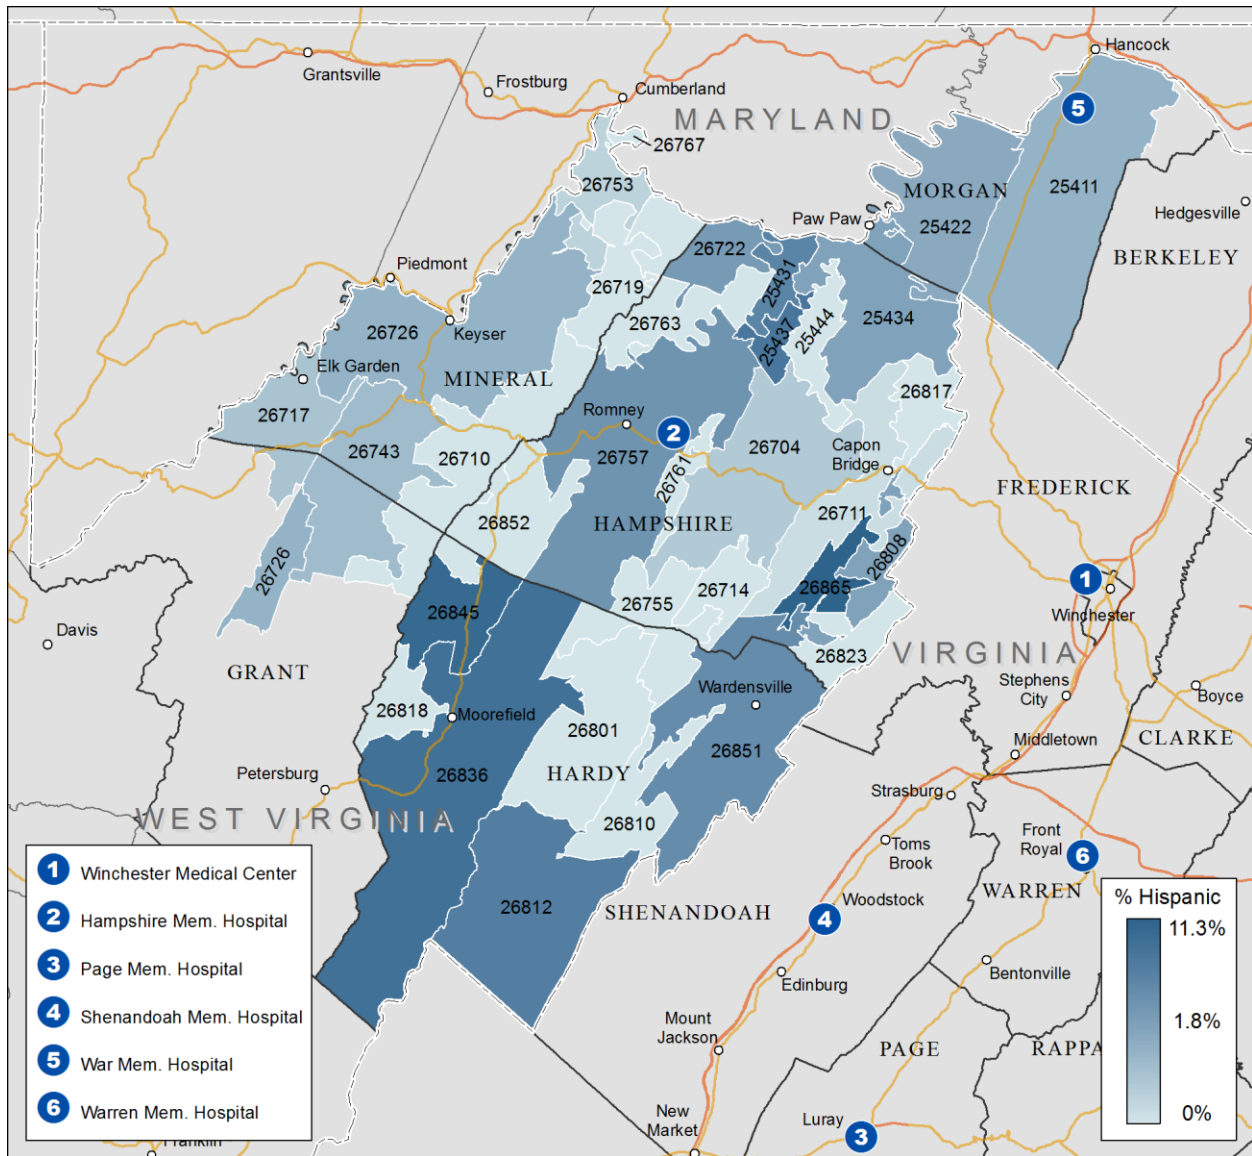 Hancock
Grantsville
Frostburg
Cumberland
MARYLAND
5
26767
26753
MORGAN
25411
Hedgesville
Paw Paw
25422
BERKELEY
26722
25431
Piedmont
26719
26763
25437
25444
25434
26726
Keyser
Elk Garden
MINERAL
26817
26717
Romney
2
26743
26710
26757
26761
26704
Capon
Bridge
FREDERICK
26852
HAMPSHIRE
26711
26808
26726
26845
26755
26714
26865
1
Winchester
Davis
GRANT
26823
VIRGINIA
26818
Moorefield
Wardensville
Stephens
City
Boyce
26801
26851
Middletown
CLARKE
Petersburg
26836
HARDY
Strasburg
WEST VIRGINIA
26810
Toms
Brook
Front
Royal
6
WARREN
26812
SHENANDOAH
Woodstock
4
Bentonville
Edinburg
Mount
Jackson
PAGE
RAPPA
New
Market
Luray
3
Franklin
1 Winchester Medical Center
2 Hampshire Mem. Hospital
3 Page Mem. Hospital
4 Shenandoah Mem. Hospital
5 War Mem. Hospital
6 Warren Mem. Hospital
% Hispanic
11.3%
1.8%
0%